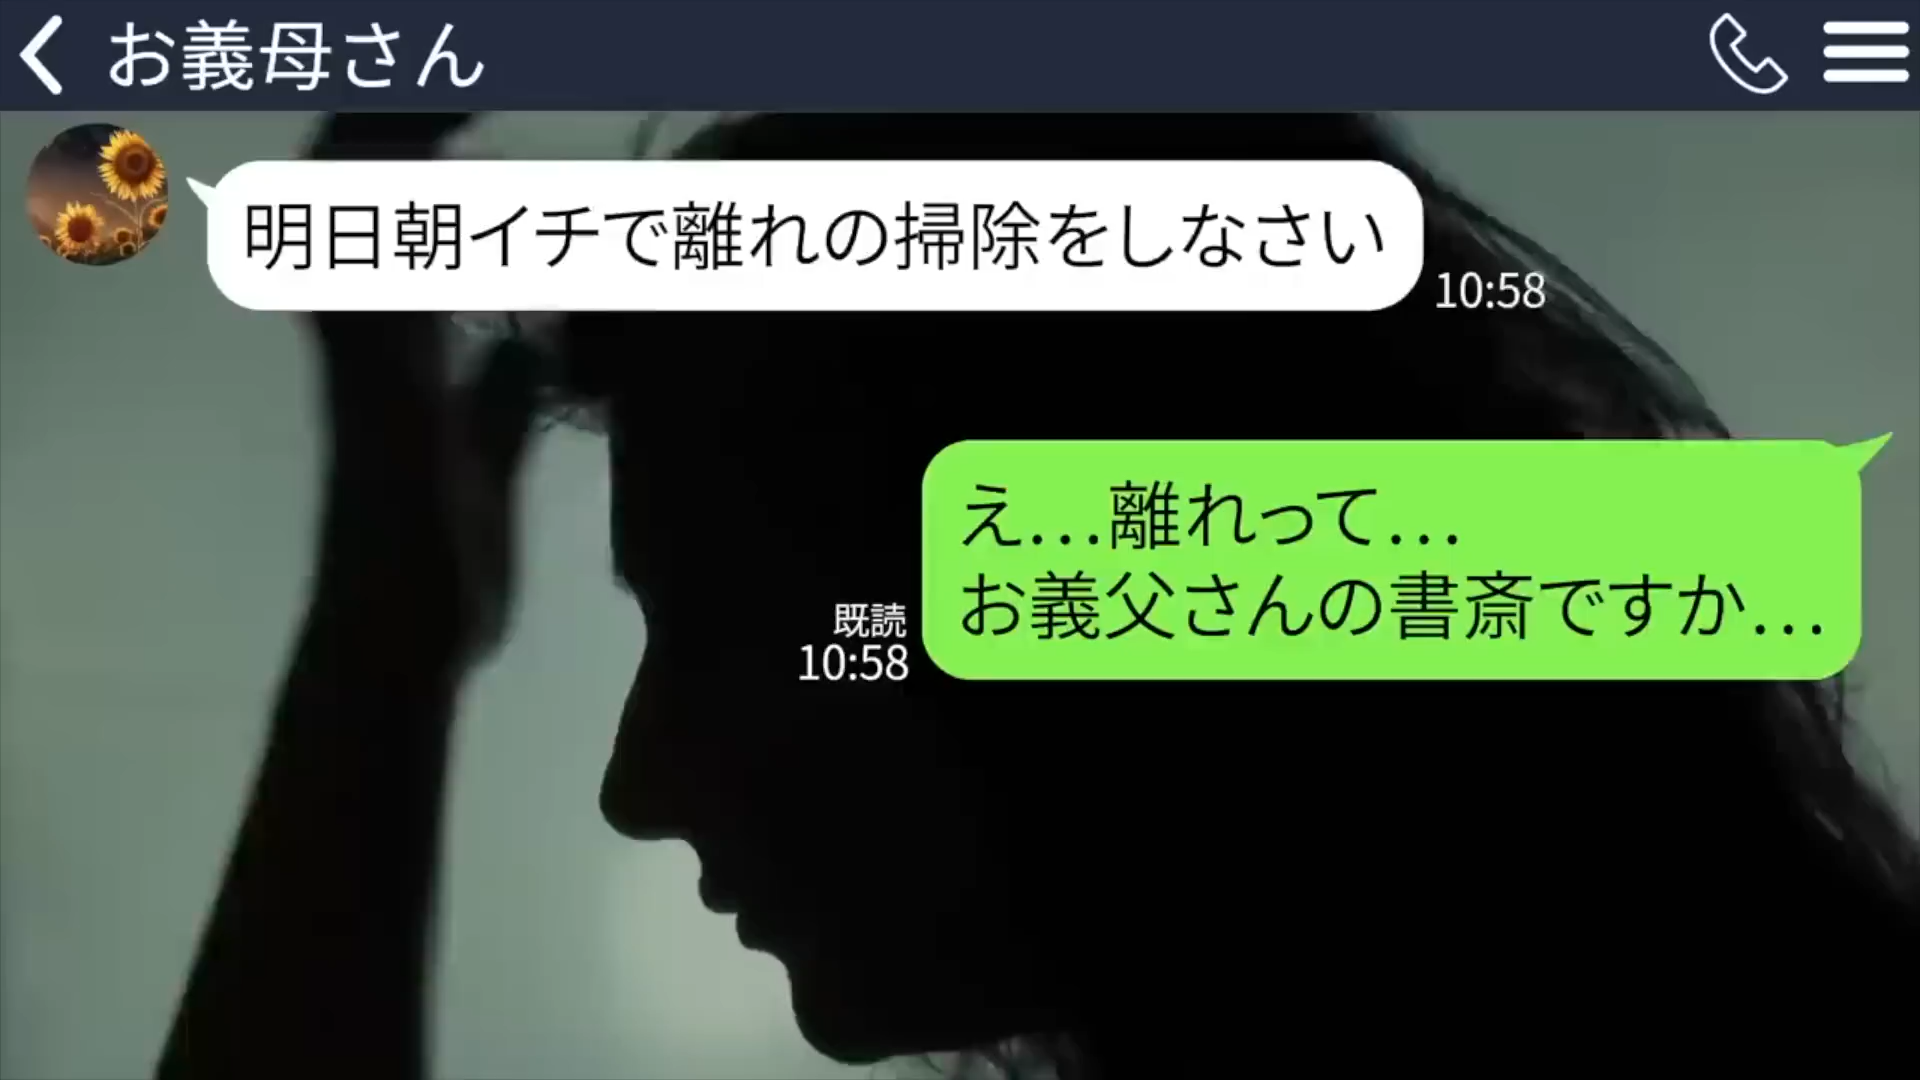 お義母さん
明日朝イチで離れの掃除をしなさい
10:58
え…離れって…
お義父さんの書斎ですか…
既読
10:58